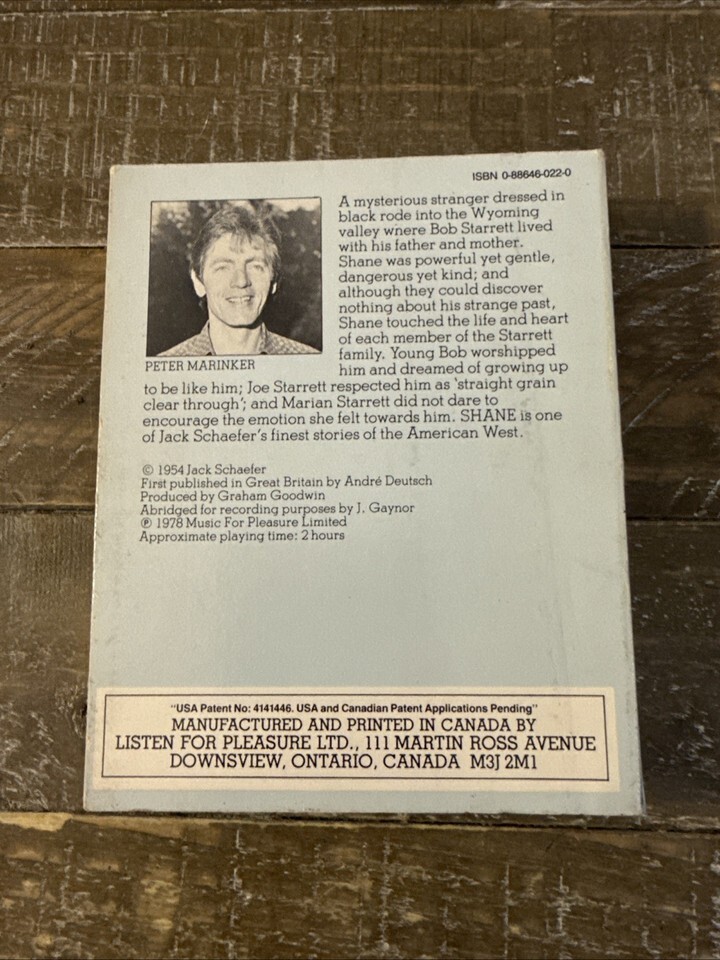 ISBN 0-88646-022-0
A mysterious stranger dressed in
black rode into the Wyoming
valley wnere Bob Starrett lived
with his father and mother.
Shane was powerful yet gentle,
dangerous yet kind; and
although they could discover
nothing about his strange past,
Shane touched the life and heart
of each member of the Starrett
family. Young Bob worshipped
him and dreamed of growing up
PETER MARINKER
to be like him; Joe Starrett respected him as 'straight grain
clear through'; and Marian Starrett did not dare to
encourage the emotion she felt towards him. SHANE is one
of Jack Schaefer's finest stories of the American West.
© 1954 Jack Schaefer
First published in Great Britain by André Deutsch
Produced by Graham Goodwin
Abridged for recording purposes by J. Gaynor
℗ 1978 Music For Pleasure Limited
Approximate playing time: 2 hours
"USA Patent No: 4141446. USA and Canadian Patent Applications Pending"
MANUFACTURED AND PRINTED IN CANADA BY
LISTEN FOR PLEASURE LTD., 111 MARTIN ROSS AVENUE
DOWNSVIEW, ONTARIO, CANADA M3J 2M1